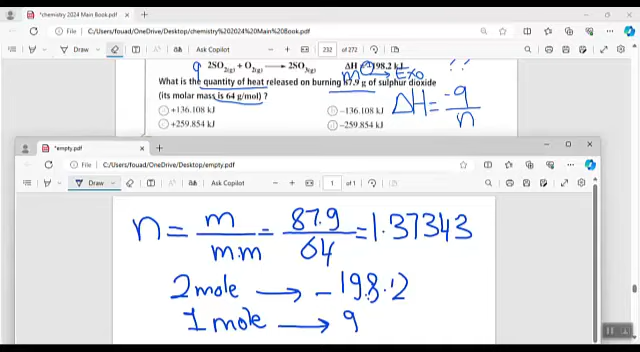 *chemistry 2024 Main Book.pdf
File C:/Users/fouad/OneDrive/Desktop/chemistry%202024%20Main%20Book.pdf
Draw Ask Copilot 232 of 272
q 2SO2(g) + O2(g) → 2SO3(g) ΔH = -198.2 kJ
m → Exo ??
What is the quantity of heat released on burning 87.9 g of sulphur dioxide
(its molar mass is 64 g/mol) ?
+136.108 kJ -136.108 kJ
+259.854 kJ -259.854 kJ
ΔH = -q/n
*empty.pdf
File C:/Users/fouad/OneDrive/Desktop/empty.pdf
Draw Ask Copilot 1 of 1
n = m/m.m = 87.9/64 = 1.37343
2 mole → -198.2
1 mole → q